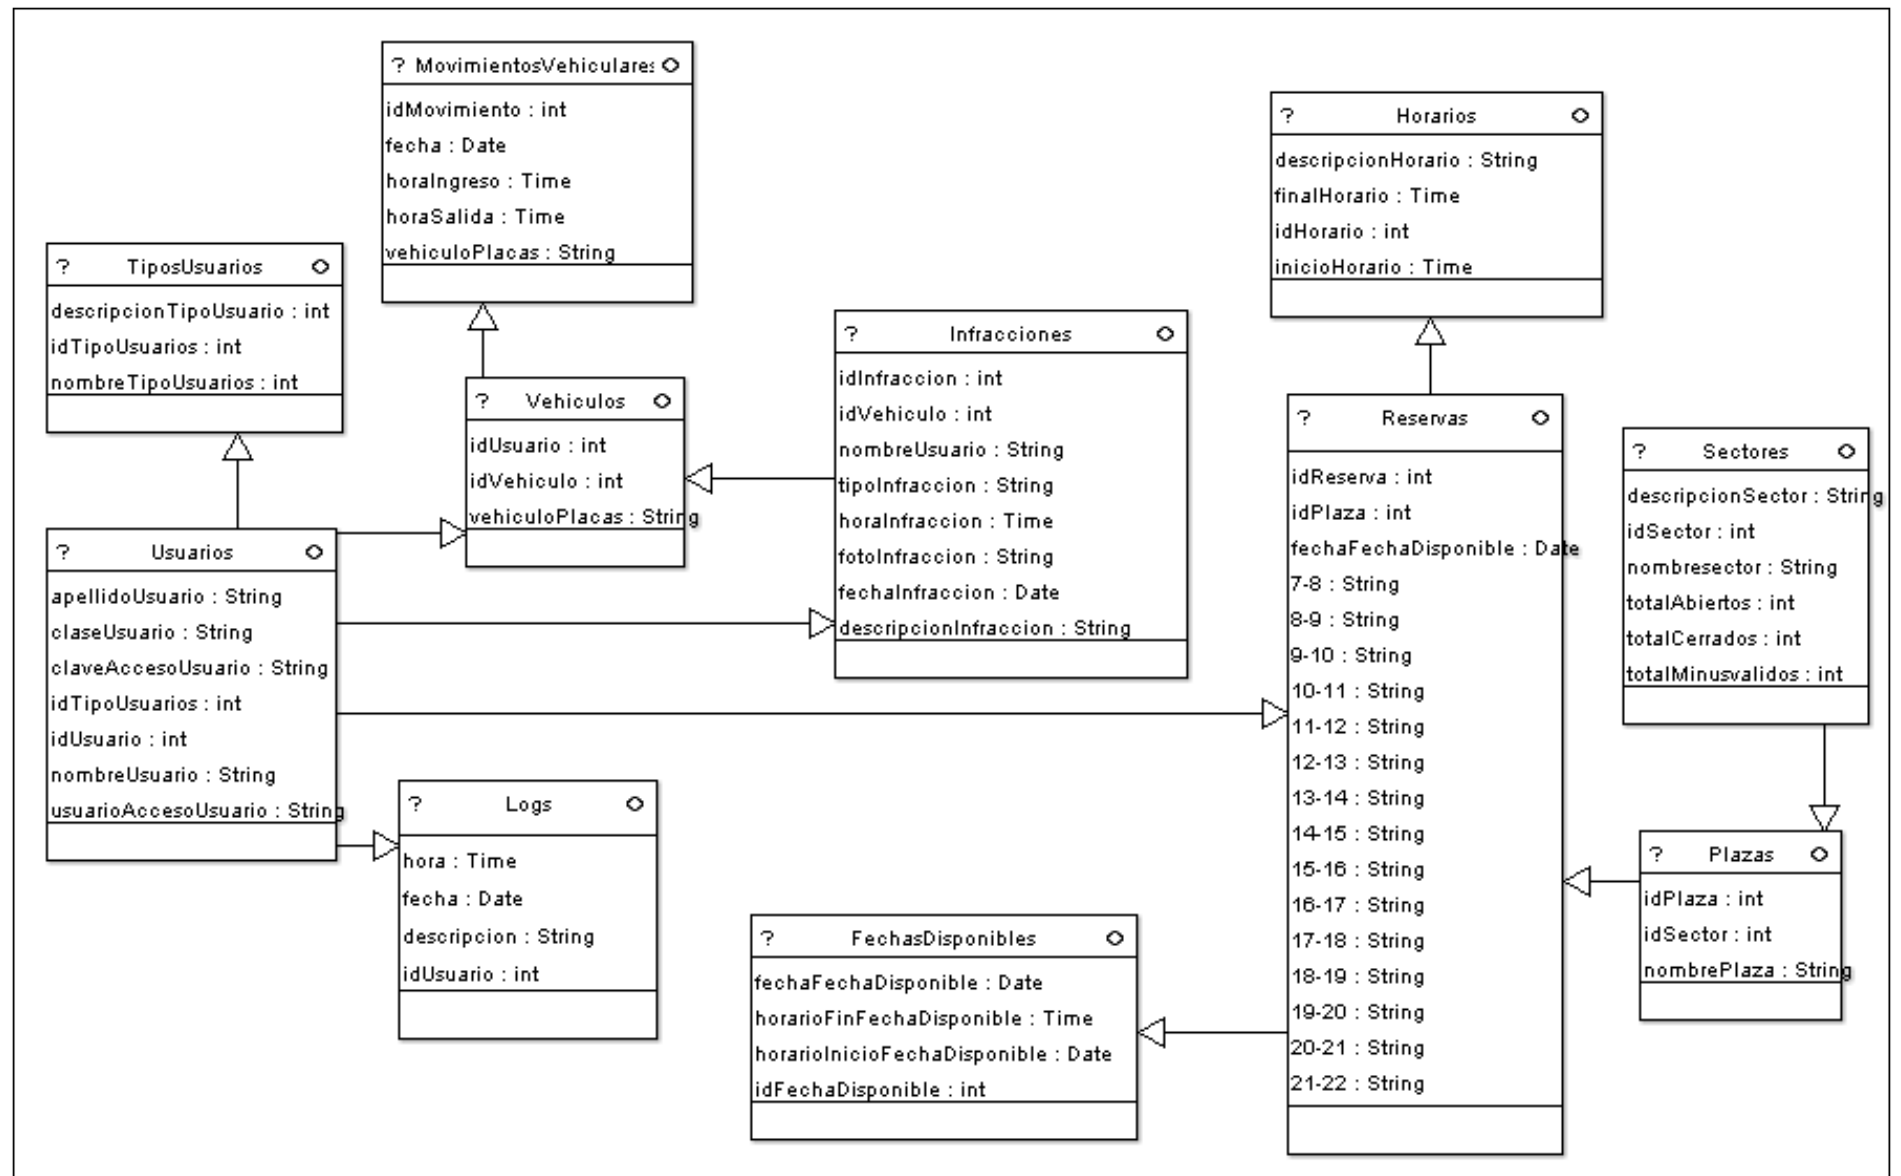 ? MovimientosVehiculares
idMovimiento : int
fecha : Date
horaIngreso : Time
horaSalida : Time
vehiculoPlacas : String
? Horarios
descripcionHorario : String
finalHorario : Time
idHorario : int
inicioHorario : Time
? TiposUsuarios
descripcionTipoUsuario : int
idTipoUsuarios : int
nombreTipoUsuarios : int
? Infracciones
idInfraccion : int
idVehiculo : int
nombreUsuario : String
tipoInfraccion : String
horaInfraccion : Time
fotoInfraccion : String
fechaInfraccion : Date
descripcionInfraccion : String
? Vehiculos
idUsuario : int
idVehiculo : int
vehiculoPlacas : String
? Reservas
idReserva : int
idPlaza : int
fechaFechaDisponible : Date
7-8 : String
8-9 : String
9-10 : String
10-11 : String
11-12 : String
12-13 : String
13-14 : String
14-15 : String
15-16 : String
16-17 : String
17-18 : String
18-19 : String
19-20 : String
20-21 : String
21-22 : String
? Sectores
descripcionSector : String
idSector : int
nombresector : String
totalAbiertos : int
totalCerrados : int
totalMinusvalidos : int
? Usuarios
apellidoUsuario : String
claseUsuario : String
claveAccesoUsuario : String
idTipoUsuarios : int
idUsuario : int
nombreUsuario : String
usuarioAccesoUsuario : String
? Logs
hora : Time
fecha : Date
descripcion : String
idUsuario : int
? Plazas
idPlaza : int
idSector : int
nombrePlaza : String
? FechasDisponibles
fechaFechaDisponible : Date
horarioFinFechaDisponible : Time
horarioInicioFechaDisponible : Date
idFechaDisponible : int